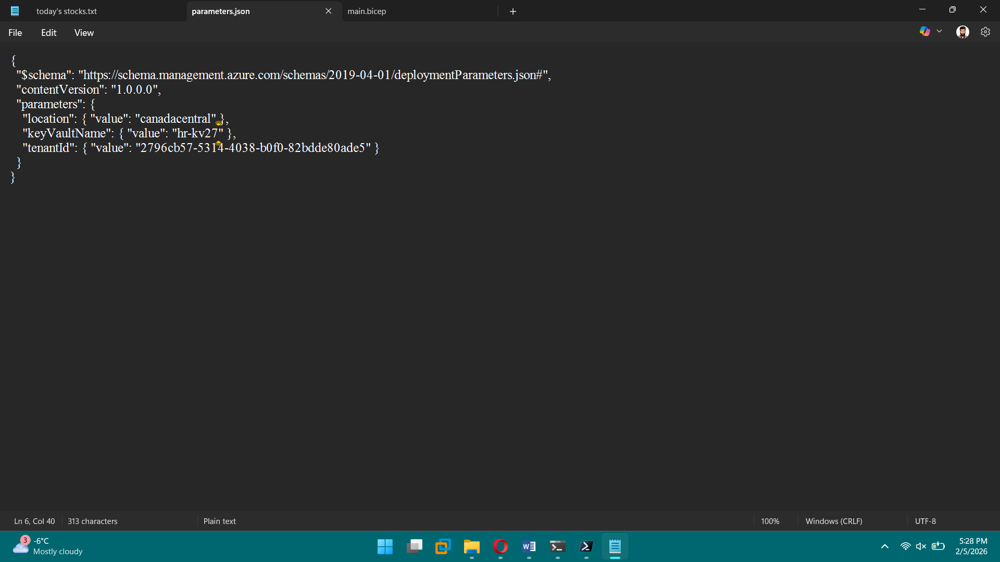 today's stocks.txt
parameters.json
main.bicep
File
Edit
View
{
"$schema": "https://schema.management.azure.com/schemas/2019-04-01/deploymentParameters.json#",
"contentVersion": "1.0.0.0",
"parameters": {
"location": { "value": "canadacentral" },
"keyVaultName": { "value": "hr-kv27" },
"tenantId": { "value": "2796cb57-5314-4038-b0f0-82bdde80ade5" }
}
}
Ln 6, Col 40
313 characters
Plain text
100%
Windows (CRLF)
UTF-8
3
-6°C
Mostly cloudy
W
5:28 PM
2/5/2026